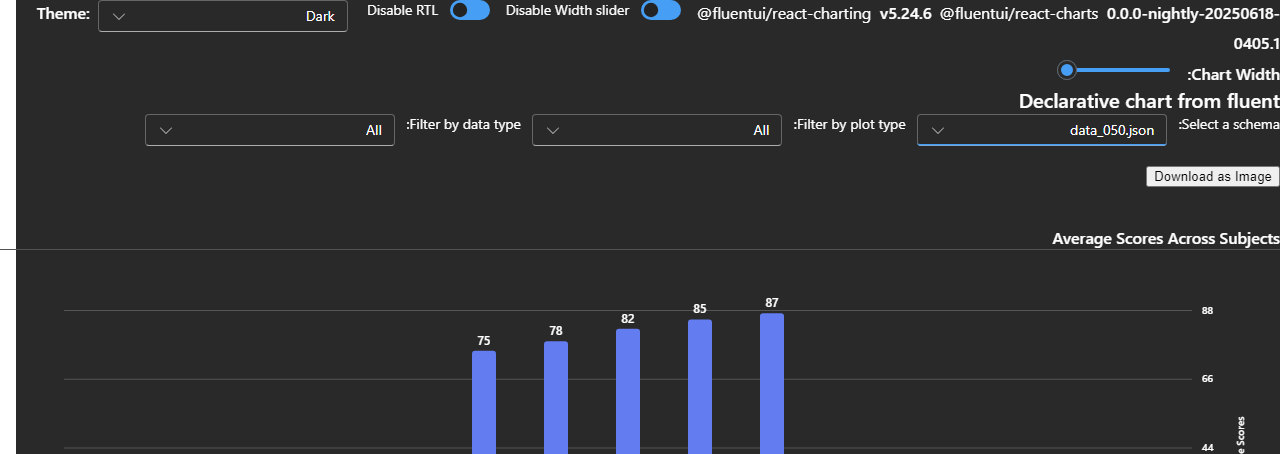 Theme: Dark Disable RTL Disable Width slider @fluentui/react-charting v5.24.6 @fluentui/react-charts 0.0.0-nightly-20250618-
0405.1
:Chart Width
Declarative chart from fluent
:Select a schema data_050.json :Filter by plot type All :Filter by data type All
Download as Image
Average Scores Across Subjects
75 78 82 85 87
88
66
44
e Scores